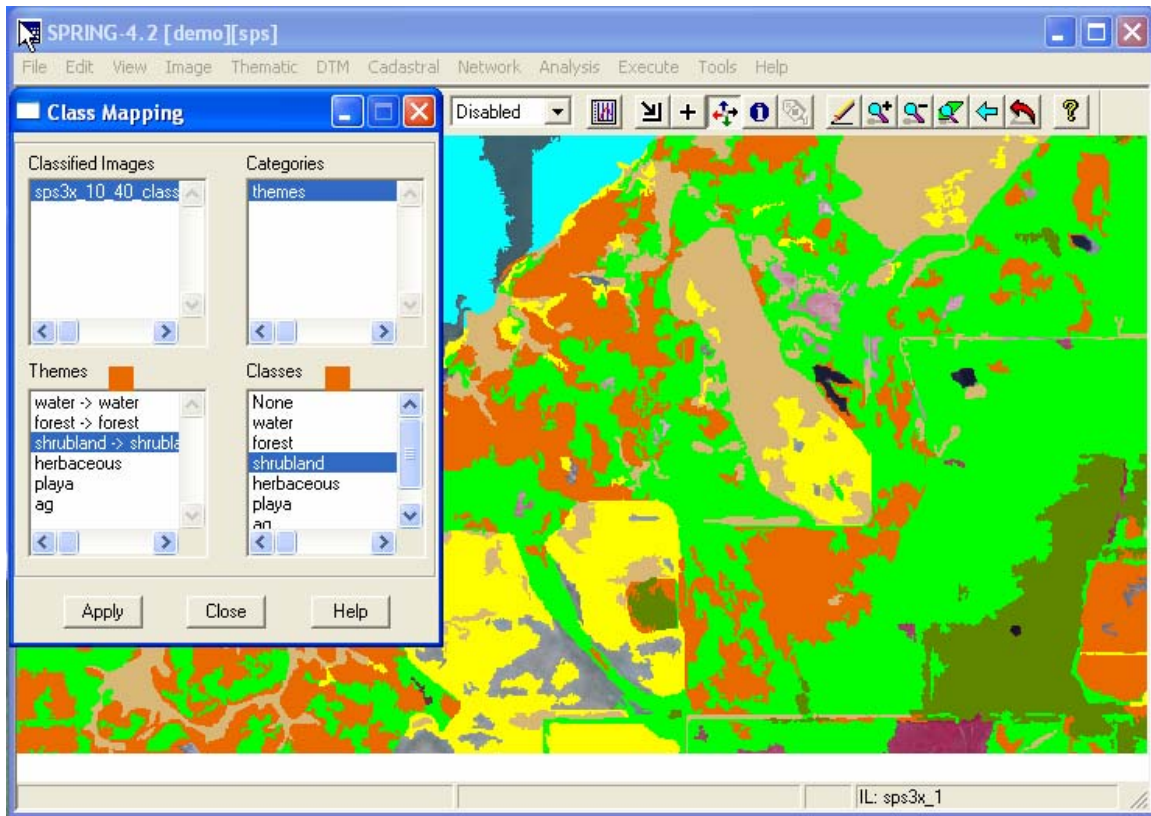 SPRING-4.2 [demo][sps]
File Edit View Image Thematic DTM Cadastral Network Analysis Execute Tools Help
Class Mapping
Disabled
Classified Images
sps3x_10_40_class
Categories
themes
Themes
water -> water
forest -> forest
shrubland -> shrubla
herbaceous
playa
ag
Classes
None
water
forest
shrubland
herbaceous
playa
ag
Apply
Close
Help
IL: sps3x_1